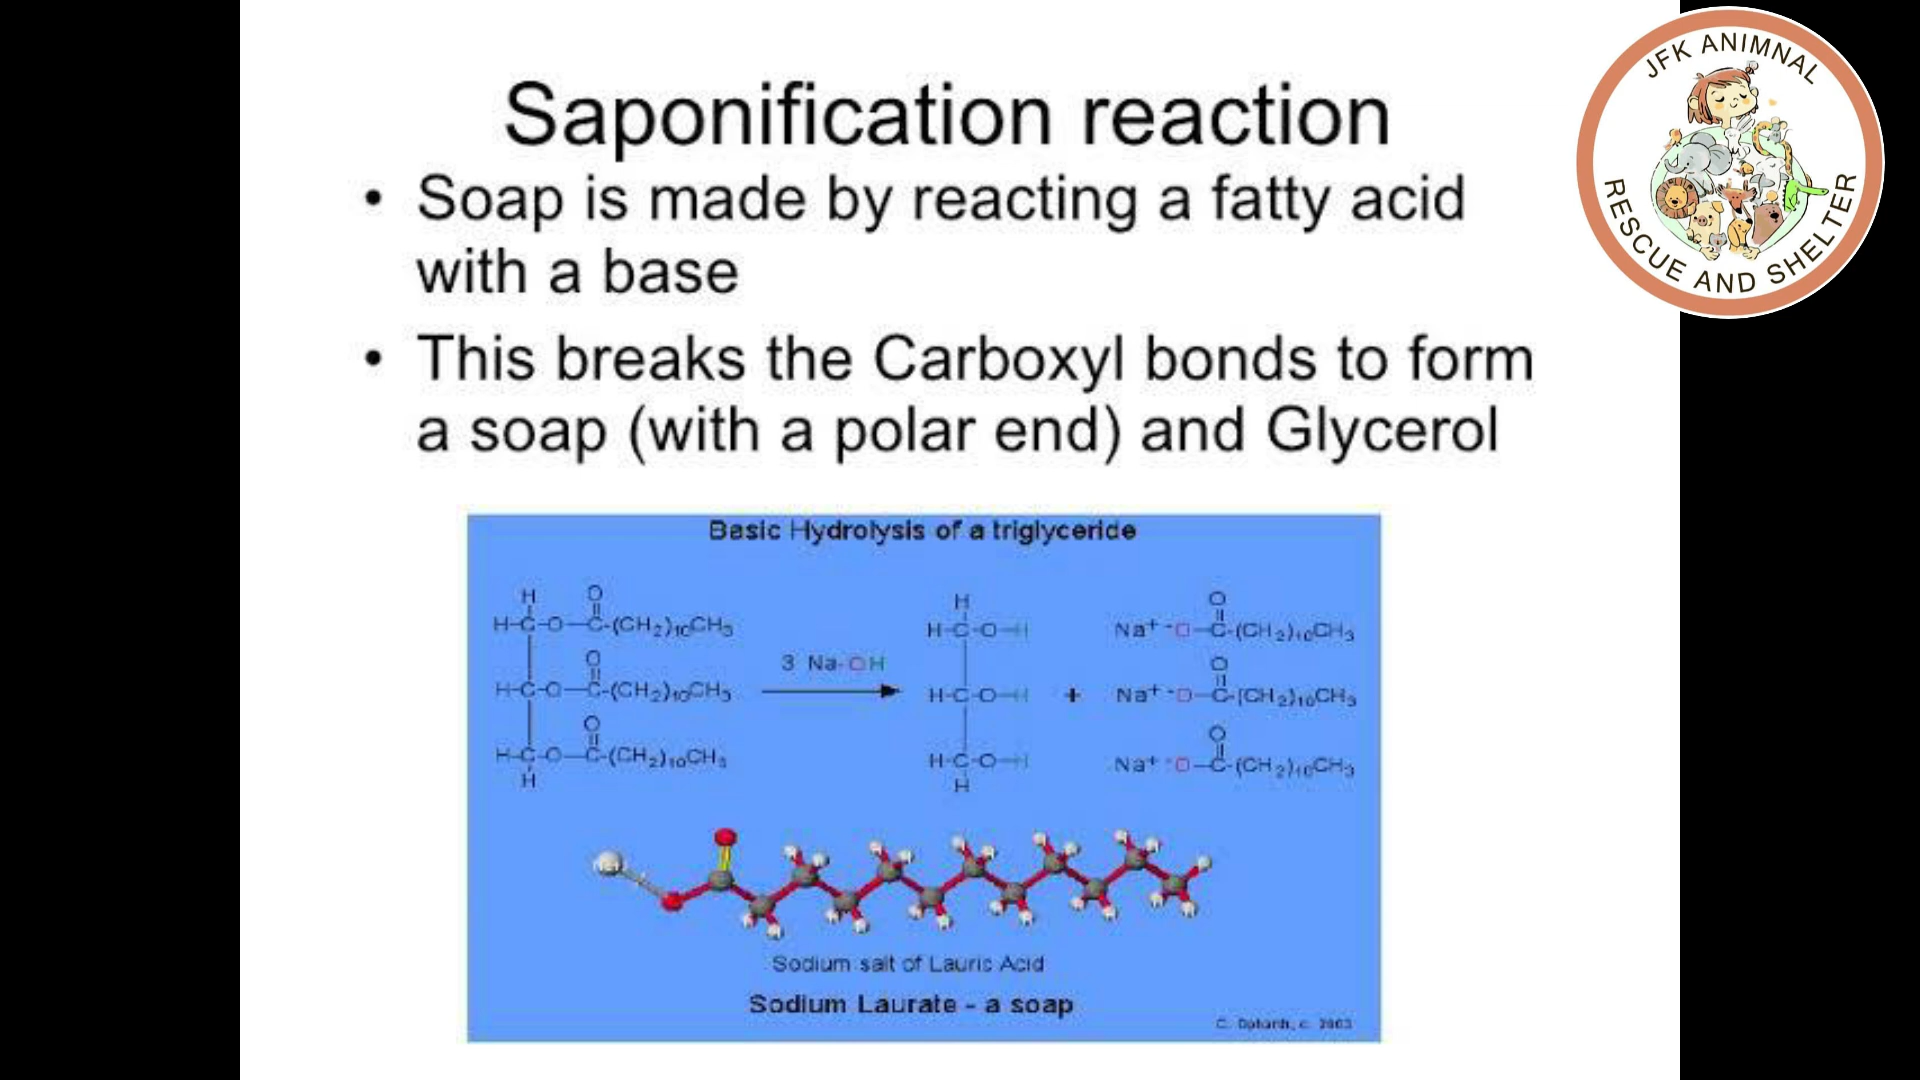 Saponification reaction
• Soap is made by reacting a fatty acid
with a base
• This breaks the Carboxyl bonds to form
a soap (with a polar end) and Glycerol
JFK ANIMNAL
RESCUE AND SHELTER
Basic Hydrolysis of a triglyceride
H
O
H-C-O-C-(CH2)10CH3
O
H-C-O-C-(CH2)10CH3
O
H-C-O-C-(CH2)10CH3
H
3 Na-OH
H
H-C-O-H
H-C-O-H
H-C-O-H
H
+
O
Na+ -O-C-(CH2)10CH3
O
Na+ -O-C-(CH2)10CH3
O
Na+ -O-C-(CH2)10CH3
Sodium salt of Lauric Acid
Sodium Laurate - a soap